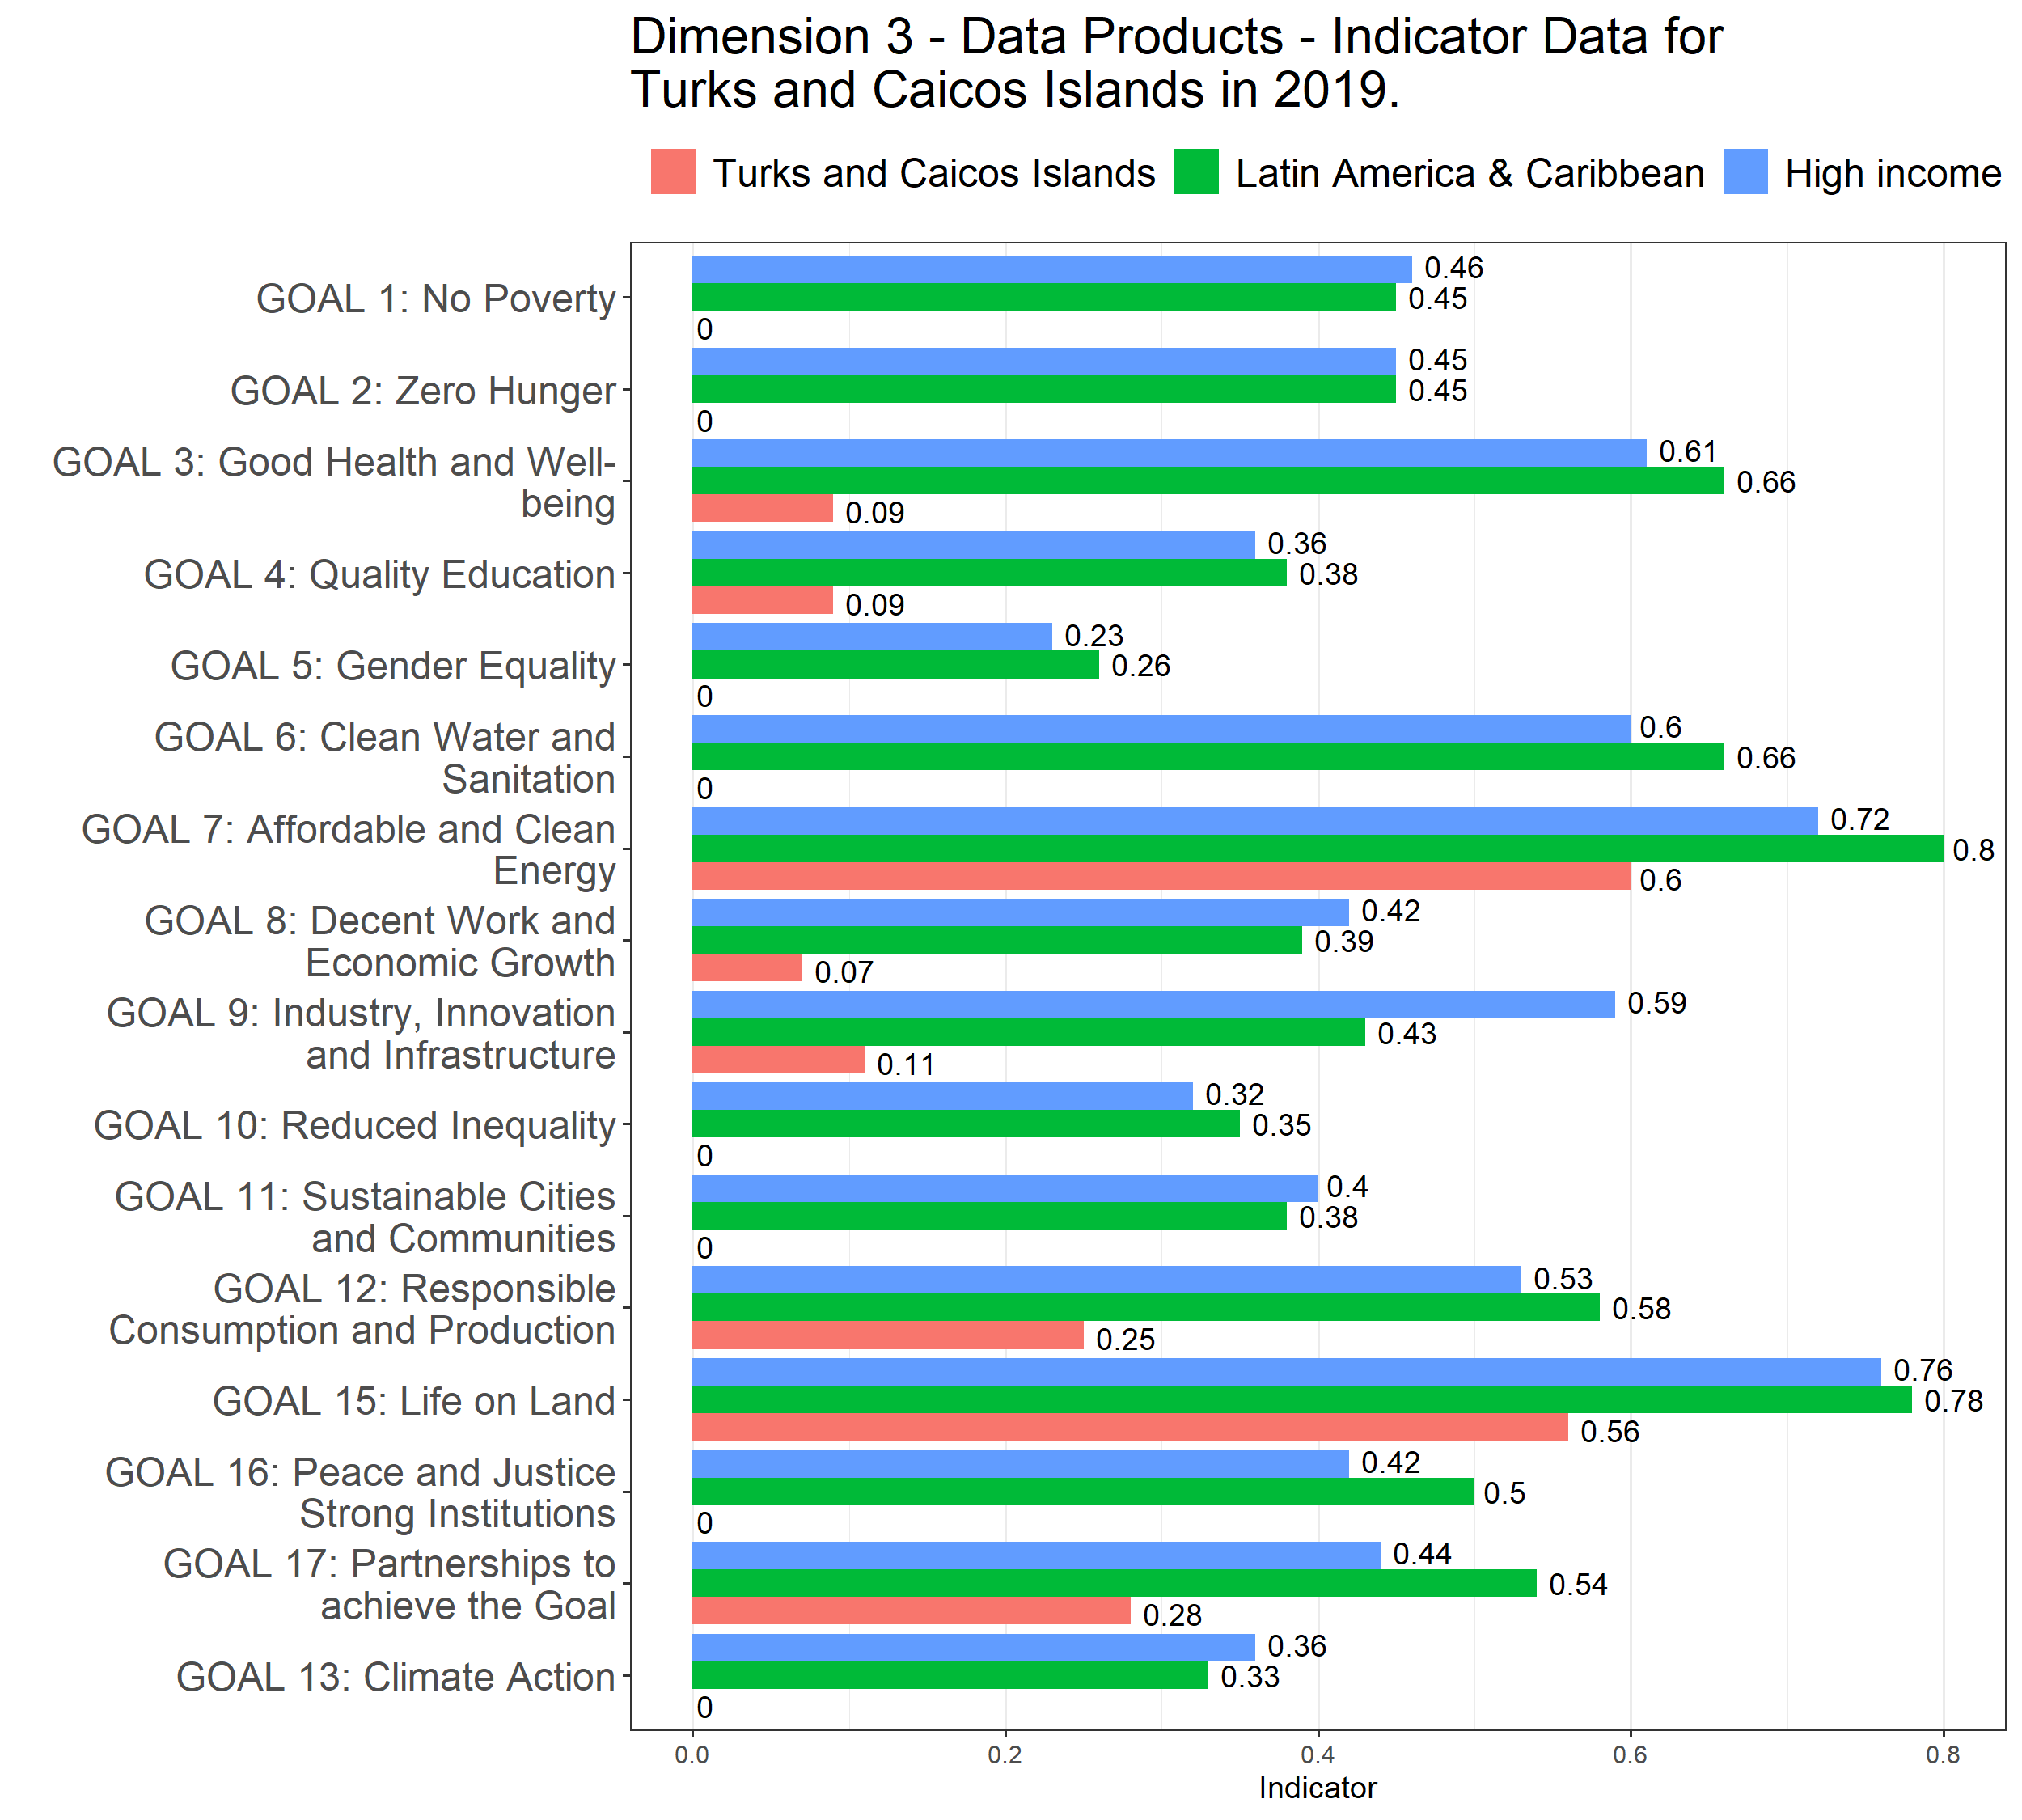 Dimension 3 - Data Products - Indicator Data for
Turks and Caicos Islands in 2019.
Turks and Caicos Islands Latin America & Caribbean High income
GOAL 1: No Poverty
0.46
0.45
0
GOAL 2: Zero Hunger
0.45
0.45
0
GOAL 3: Good Health and Well-
being
0.61
0.66
0.09
GOAL 4: Quality Education
0.36
0.38
0.09
GOAL 5: Gender Equality
0.23
0.26
0
GOAL 6: Clean Water and
Sanitation
0.6
0.66
0
GOAL 7: Affordable and Clean
Energy
0.72
0.8
0.6
GOAL 8: Decent Work and
Economic Growth
0.42
0.39
0.07
GOAL 9: Industry, Innovation
and Infrastructure
0.59
0.43
0.11
GOAL 10: Reduced Inequality
0.32
0.35
0
GOAL 11: Sustainable Cities
and Communities
0.4
0.38
0
GOAL 12: Responsible
Consumption and Production
0.53
0.58
0.25
GOAL 15: Life on Land
0.76
0.78
0.56
GOAL 16: Peace and Justice
Strong Institutions
0.42
0.5
0
GOAL 17: Partnerships to
achieve the Goal
0.44
0.54
0.28
GOAL 13: Climate Action
0.36
0.33
0
0.0 0.2 0.4 0.6 0.8
Indicator